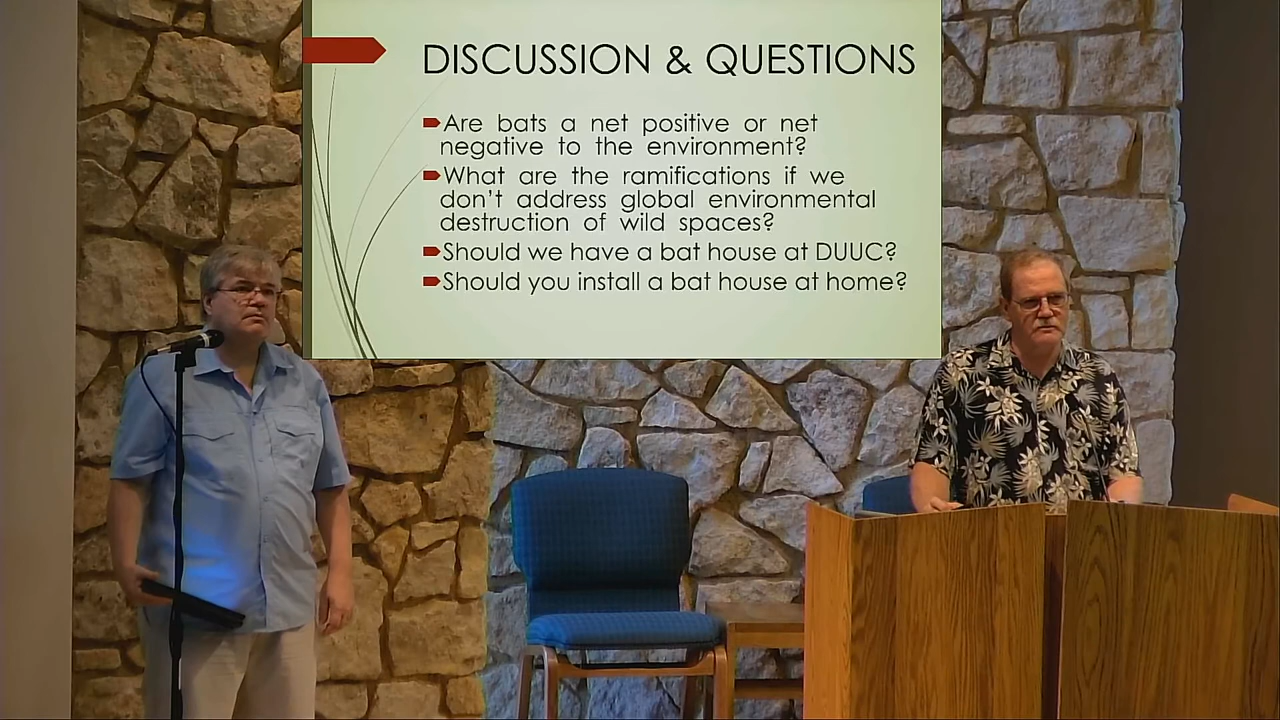 DISCUSSION & QUESTIONS
Are bats a net positive or net
negative to the environment?
What are the ramifications if we
don't address global environmental
destruction of wild spaces?
Should we have a bat house at DUUC?
Should you install a bat house at home?